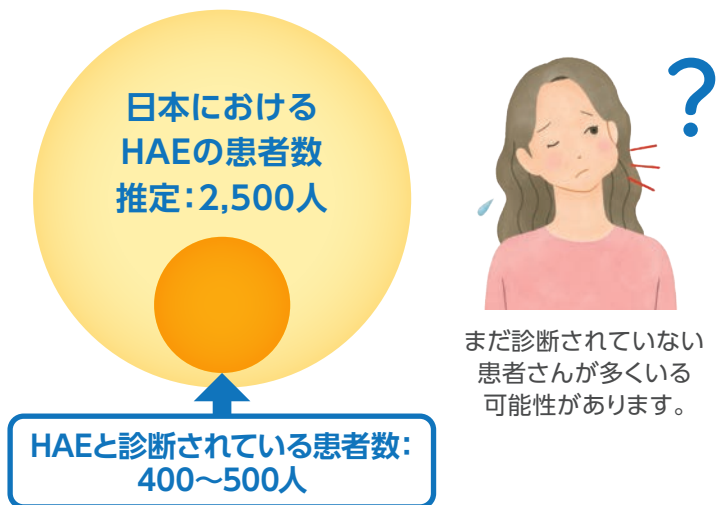 日本における
HAEの患者数
推定：2,500人
?
まだ診断されていない
患者さんが多くいる
可能性があります。
HAEと診断されている患者数：
400〜500人